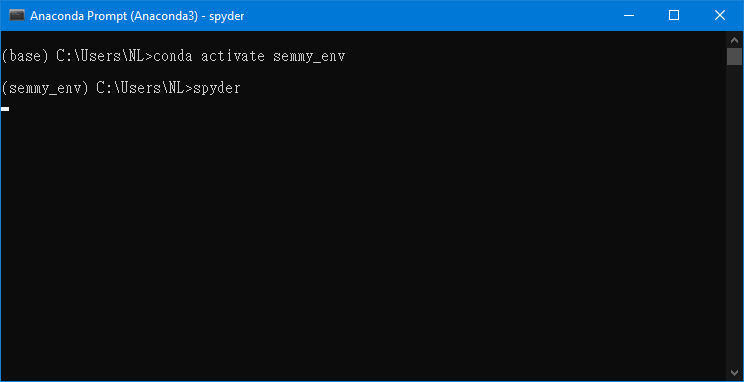 Anaconda Prompt (Anaconda3) - spyder
(base) C:\Users\NL>conda activate semmy_env
(semmy_env) C:\Users\NL>spyder